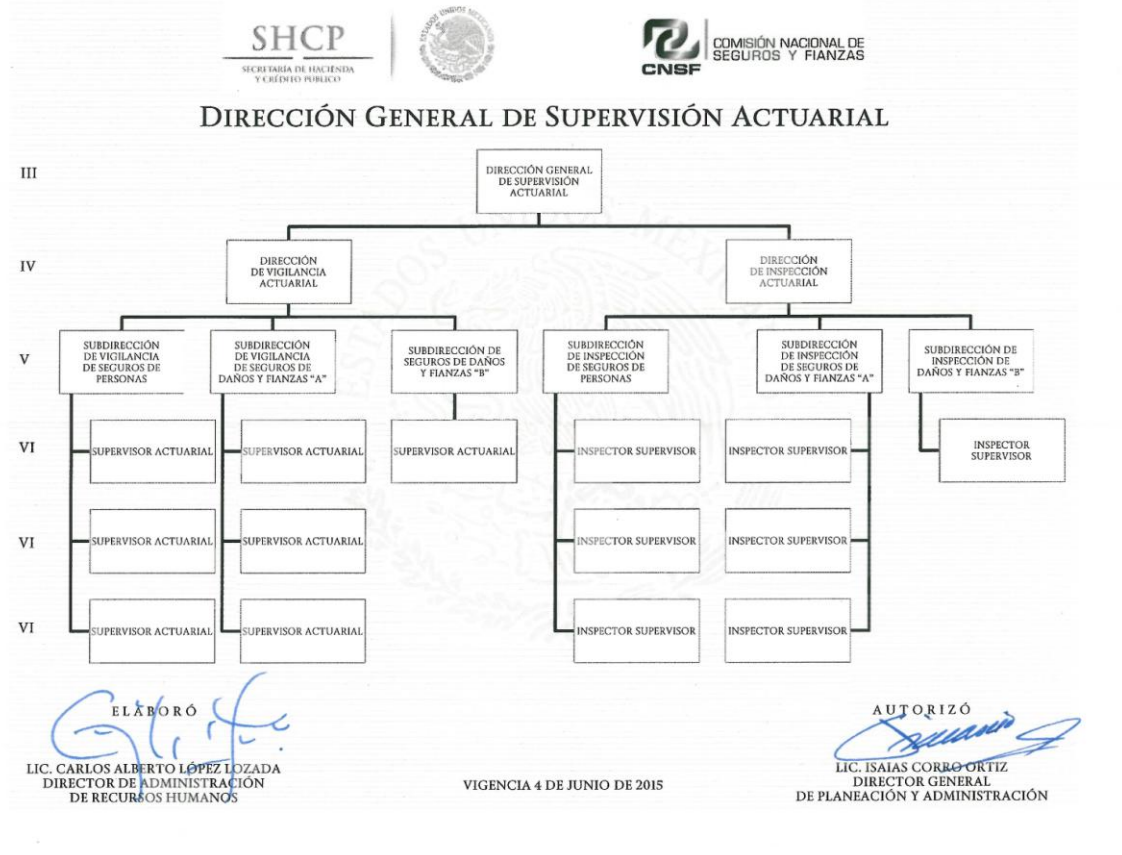 SHCP
SECRETARÍA DE HACIENDA
Y CRÉDITO PÚBLICO
ESTADOS UNIDOS MEXICANOS
CNSF
COMISIÓN NACIONAL DE
SEGUROS Y FIANZAS
DIRECCIÓN GENERAL DE SUPERVISIÓN ACTUARIAL
III
DIRECCIÓN GENERAL
DE SUPERVISIÓN
ACTUARIAL
IV
DIRECCIÓN
DE VIGILANCIA
ACTUARIAL
DIRECCIÓN
DE INSPECCIÓN
ACTUARIAL
V
SUBDIRECCIÓN
DE VIGILANCIA
DE SEGUROS DE
PERSONAS
SUBDIRECCIÓN
DE VIGILANCIA
DE SEGUROS DE
DAÑOS Y FIANZAS "A"
SUBDIRECCIÓN DE
SEGUROS DE DAÑOS
Y FIANZAS "B"
SUBDIRECCIÓN
DE INSPECCIÓN
DE SEGUROS DE
PERSONAS
SUBDIRECCIÓN
DE INSPECCIÓN
DE SEGUROS DE
DAÑOS Y FIANZAS "A"
SUBDIRECCIÓN DE
INSPECCIÓN DE
DAÑOS Y FIANZAS "B"
VI
SUPERVISOR ACTUARIAL
SUPERVISOR ACTUARIAL
SUPERVISOR ACTUARIAL
INSPECTOR SUPERVISOR
INSPECTOR SUPERVISOR
INSPECTOR
SUPERVISOR
VI
SUPERVISOR ACTUARIAL
SUPERVISOR ACTUARIAL
INSPECTOR SUPERVISOR
INSPECTOR SUPERVISOR
VI
SUPERVISOR ACTUARIAL
SUPERVISOR ACTUARIAL
INSPECTOR SUPERVISOR
INSPECTOR SUPERVISOR
ELABORÓ
LIC. CARLOS ALBERTO LÓPEZ LOZADA
DIRECTOR DE ADMINISTRACIÓN
DE RECURSOS HUMANOS
VIGENCIA 4 DE JUNIO DE 2015
AUTORIZÓ
LIC. ISAIAS CORRO ORTIZ
DIRECTOR GENERAL
DE PLANEACIÓN Y ADMINISTRACIÓN